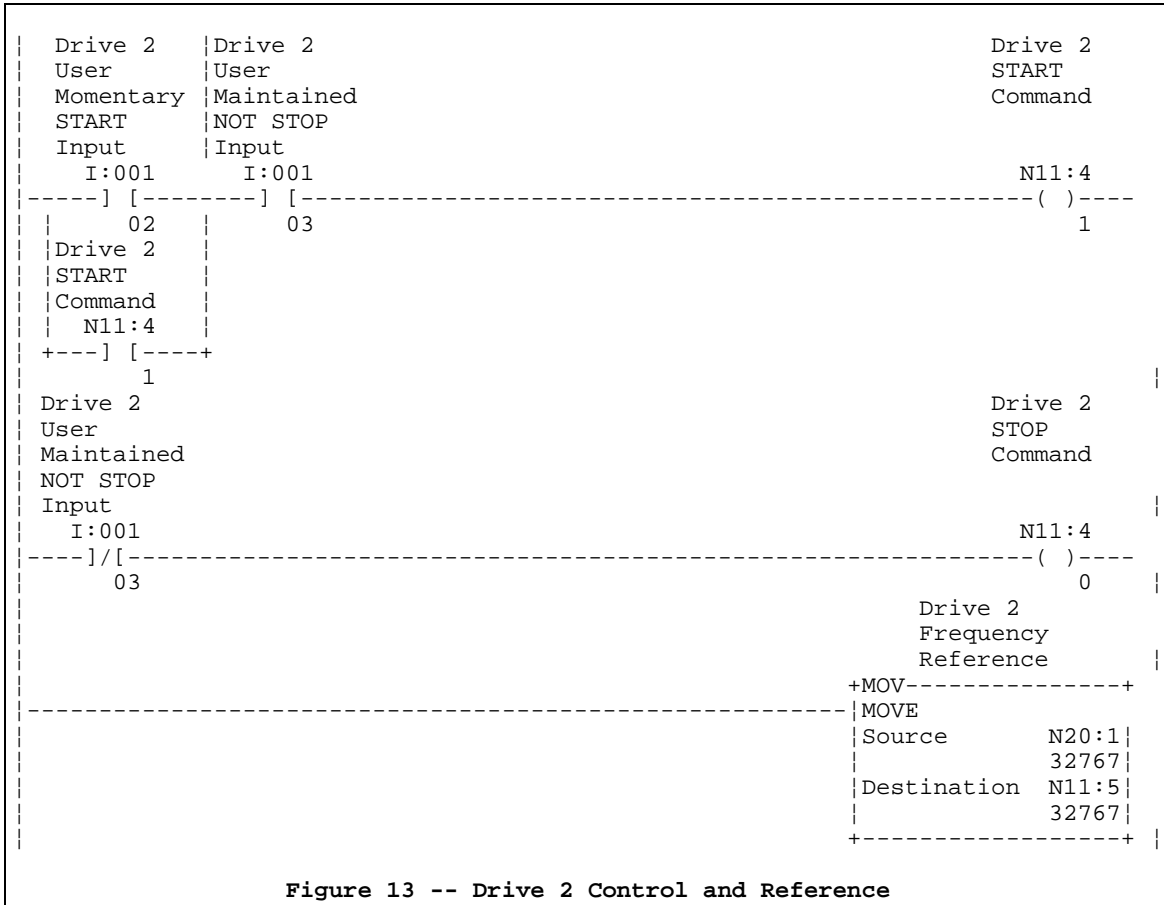 ¦  Drive 2   ¦Drive 2                                               Drive 2
¦  User      ¦User                                                  START
¦  Momentary ¦Maintained                                            Command
¦  START     ¦NOT STOP
¦  Input     ¦Input
¦    I:001      I:001                                                 N11:4
¦-----] [--------] [---------------------------------------------------( )----
¦ ¦     02   ¦     03                                                    1
¦ ¦Drive 2   ¦
¦ ¦START     ¦
¦ ¦Command   ¦
¦ ¦  N11:4   ¦
¦ +---] [----+
¦       1                                                                     ¦
¦ Drive 2                                                           Drive 2
¦ User                                                              STOP
¦ Maintained                                                        Command
¦ NOT STOP
¦ Input                                                                       ¦
¦   I:001                                                             N11:4
¦----]/[---------------------------------------------------------------( )----
¦      03                                                                 0   ¦
¦                                                              Drive 2
¦                                                              Frequency
¦                                                              Reference      ¦
¦                                                         +MOV---------------+
¦---------------------------------------------------------¦MOVE
¦                                                         ¦Source       N20:1¦
¦                                                         ¦             32767¦
¦                                                         ¦Destination  N11:5¦
¦                                                         ¦             32767¦
¦                                                         +------------------+ ¦
Figure 13 -- Drive 2 Control and Reference